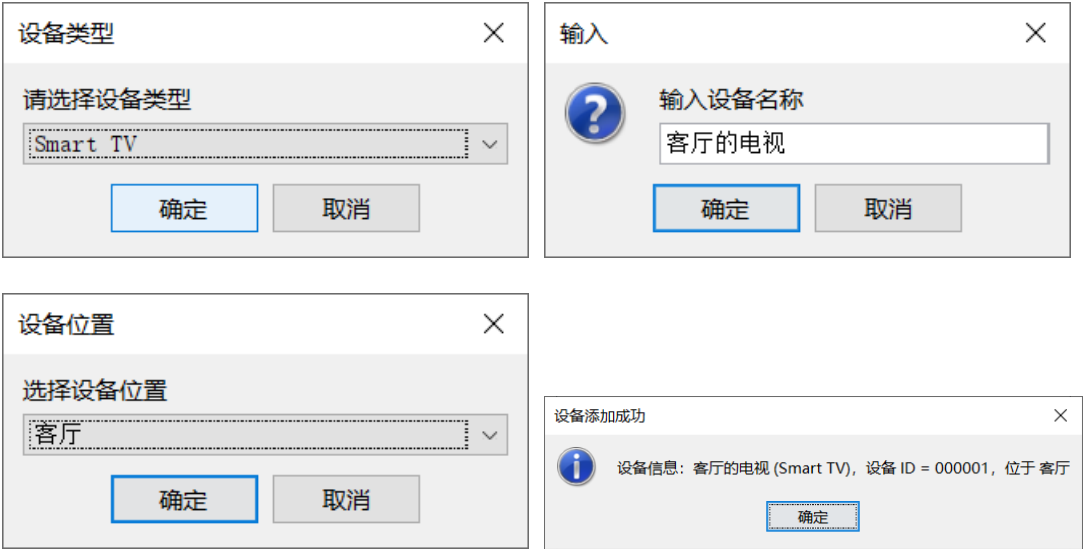 设备类型
请选择设备类型
Smart TV
确定
取消
输入
输入设备名称
客厅的电视
确定
取消
设备位置
选择设备位置
客厅
确定
取消
设备添加成功
设备信息：客厅的电视 (Smart TV)，设备 ID = 000001，位于 客厅
确定